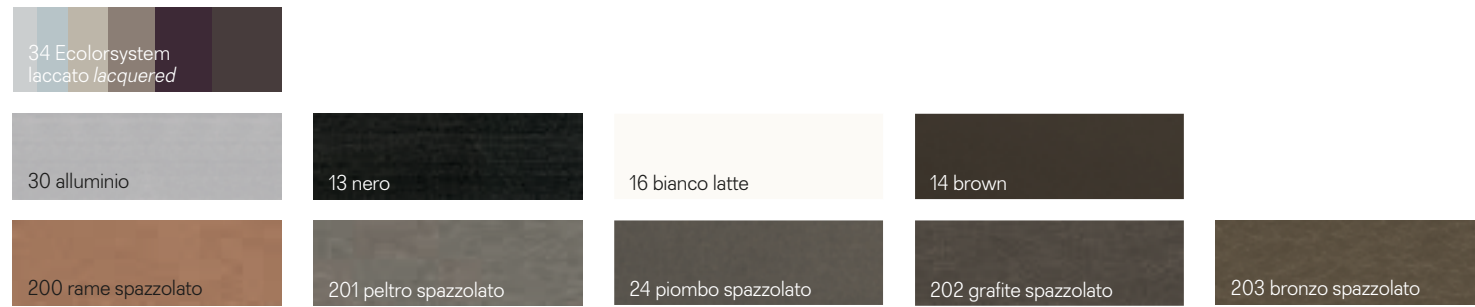 34 Ecolorsystem
laccato lacquered
30 alluminio
13 nero
16 bianco latte
14 brown
200 rame spazzolato
201 peltro spazzolato
24 piombo spazzolato
202 grafite spazzolato
203 bronzo spazzolato